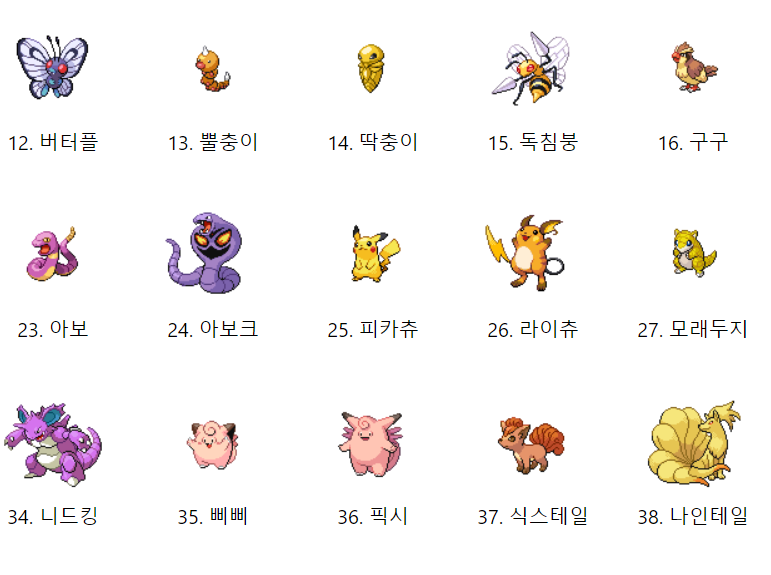 12. 버터플
13. 뿔충이
14. 딱충이
15. 독침붕
16. 구구
23. 아보
24. 아보크
25. 피카츄
26. 라이츄
27. 모래두지
34. 니드킹
35. 삐삐
36. 픽시
37. 식스테일
38. 나인테일